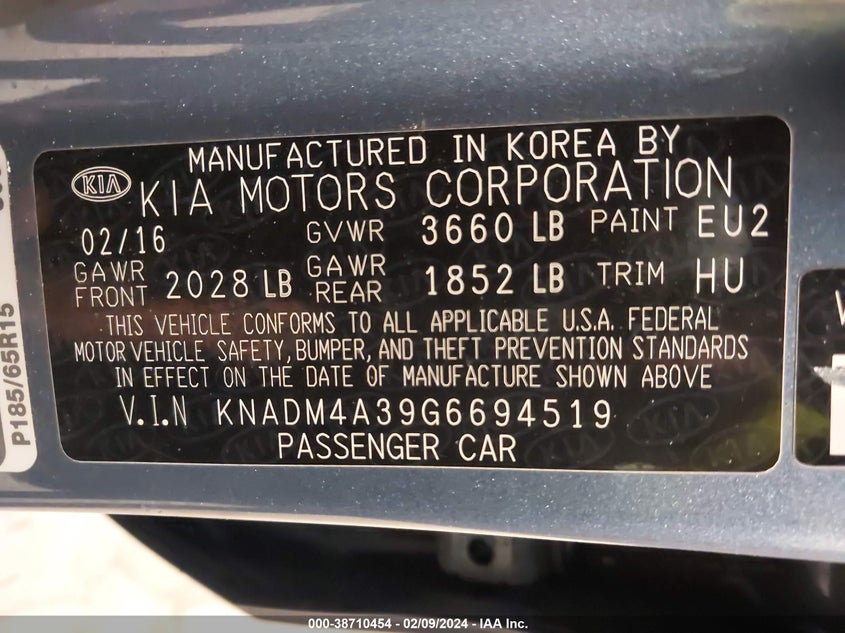 MANUFACTURED IN KOREA BY
KIA KIA MOTORS CORPORATION
02/16 GVWR 3660 LB PAINT EU2
GAWR FRONT 2028 LB GAWR REAR 1852 LB TRIM HU
THIS VEHICLE CONFORMS TO ALL APPLICABLE U.S.A. FEDERAL
MOTOR VEHICLE SAFETY, BUMPER, AND THEFT PREVENTION STANDARDS
IN EFFECT ON THE DATE OF MANUFACTURE SHOWN ABOVE
V.I.N KNADM4A39G6694519
PASSENGER CAR
P185/65R15
000-38710454 - 02/09/2024 - IAA Inc.